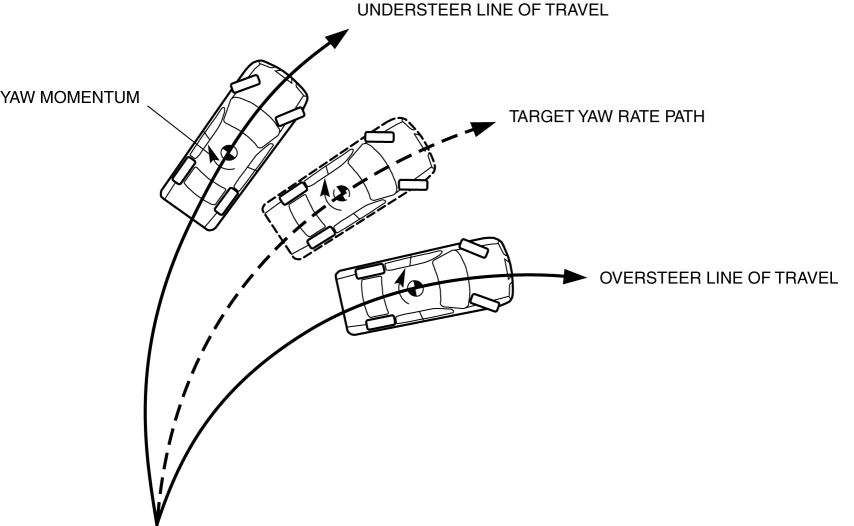 UNDERSTEER LINE OF TRAVEL
YAW MOMENTUM
TARGET YAW RATE PATH
OVERSTEER LINE OF TRAVEL